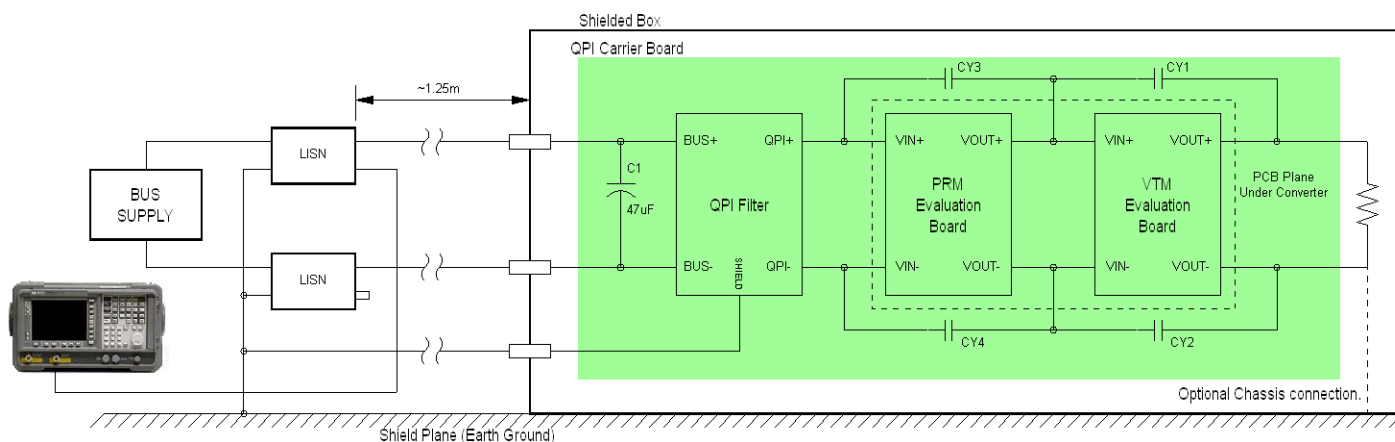 Shielded Box
QPI Carrier Board
~1.25m
LISN
BUS
SUPPLY
LISN
C1
47uF
BUS+
QPI+
QPI Filter
BUS-
QPI-
SHIELD
CY3
CY1
VIN+
VOUT+
PRM
Evaluation
Board
VIN-
VOUT-
VIN+
VOUT+
VTM
Evaluation
Board
VIN-
VOUT-
PCB Plane
Under Converter
CY4
CY2
Optional Chassis connection.
Shield Plane (Earth Ground)